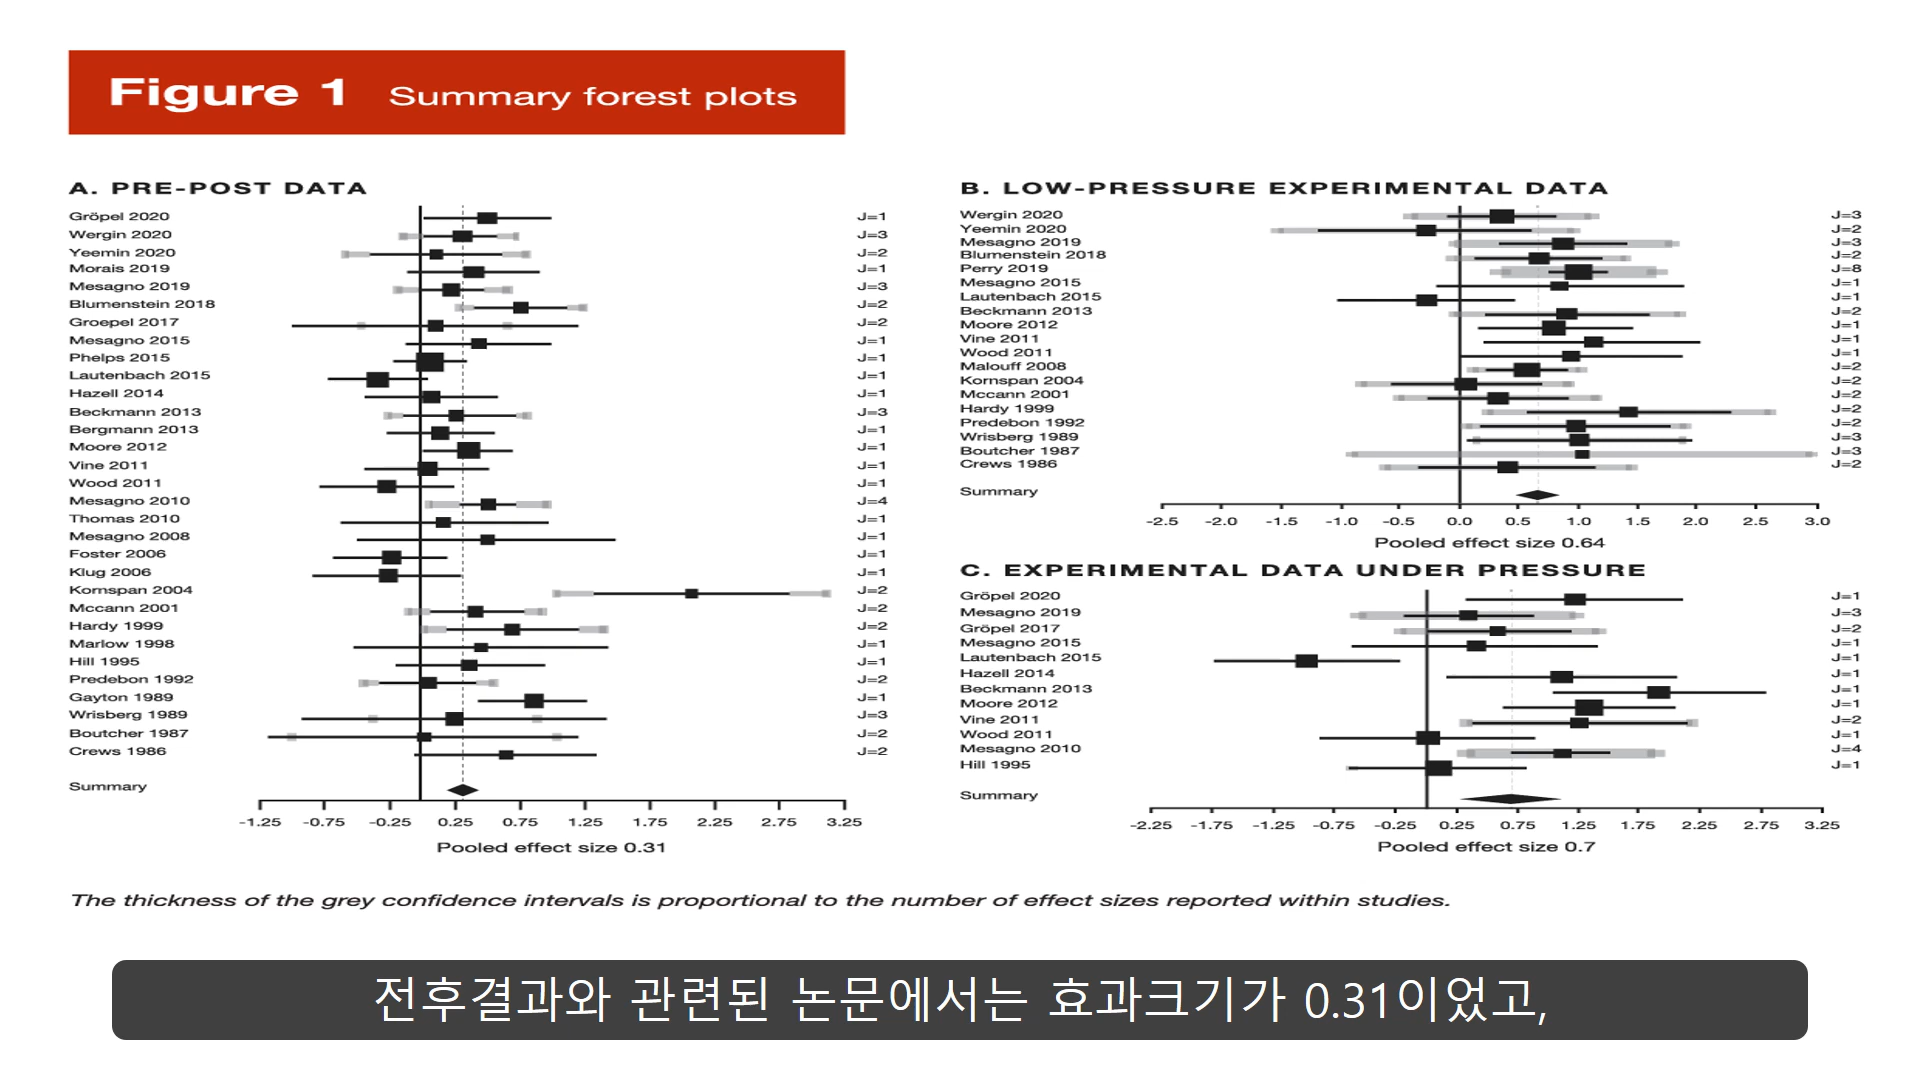 Figure 1 Summary forest plots
A. PRE-POST DATA
Gröpel 2020 J=1
Wergin 2020 J=3
Yeemin 2020 J=2
Morais 2019 J=1
Mesagno 2019 J=3
Blumenstein 2018 J=2
Groepel 2017 J=2
Mesagno 2015 J=1
Phelps 2015 J=1
Lautenbach 2015 J=1
Hazell 2014 J=1
Beckmann 2013 J=3
Bergmann 2013 J=1
Moore 2012 J=1
Vine 2011 J=1
Wood 2011 J=1
Mesagno 2010 J=4
Thomas 2010 J=1
Mesagno 2008 J=1
Foster 2006 J=1
Klug 2006 J=1
Kornspan 2004 J=2
Mccann 2001 J=2
Hardy 1999 J=2
Marlow 1998 J=1
Hill 1995 J=1
Predebon 1992 J=2
Gayton 1989 J=1
Wrisberg 1989 J=3
Boutcher 1987 J=2
Crews 1986 J=2
Summary
-1.25 -0.75 -0.25 0.25 0.75 1.25 1.75 2.25 2.75 3.25
Pooled effect size 0.31
B. LOW-PRESSURE EXPERIMENTAL DATA
Wergin 2020 J=3
Yeemin 2020 J=2
Mesagno 2019 J=3
Blumenstein 2018 J=2
Perry 2019 J=8
Mesagno 2015 J=1
Lautenbach 2015 J=1
Beckmann 2013 J=2
Moore 2012 J=1
Vine 2011 J=1
Wood 2011 J=1
Malouff 2008 J=2
Kornspan 2004 J=2
Mccann 2001 J=2
Hardy 1999 J=2
Predebon 1992 J=2
Wrisberg 1989 J=3
Boutcher 1987 J=3
Crews 1986 J=2
Summary
-2.5 -2.0 -1.5 -1.0 -0.5 0.0 0.5 1.0 1.5 2.0 2.5 3.0
Pooled effect size 0.64
C. EXPERIMENTAL DATA UNDER PRESSURE
Gröpel 2020 J=1
Mesagno 2019 J=3
Gröpel 2017 J=2
Mesagno 2015 J=1
Lautenbach 2015 J=1
Hazell 2014 J=1
Beckmann 2013 J=1
Moore 2012 J=1
Vine 2011 J=2
Wood 2011 J=1
Mesagno 2010 J=4
Hill 1995 J=1
Summary
-2.25 -1.75 -1.25 -0.75 -0.25 0.25 0.75 1.25 1.75 2.25 2.75 3.25
Pooled effect size 0.7
The thickness of the grey confidence intervals is proportional to the number of effect sizes reported within studies.
전후결과와 관련된 논문에서는 효과크기가 0.31이었고,